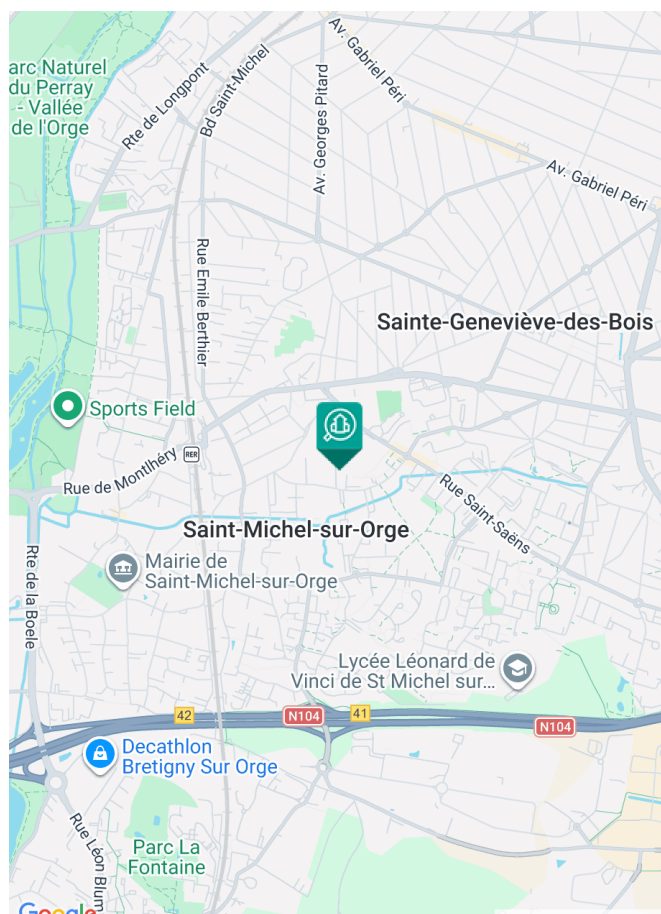 arc Naturel
du Perray
- Vallée
de l'Orge
Rte de Longpont
Bd Saint-Michel
Av. Georges Pitard
Av. Gabriel Péri
Av. Gabriel Péri
Rue Emile Berthier
Sainte-Geneviève-des-Bois
Sports Field
Rue de Montlhéry
RER
Rue Saint-Saëns
Saint-Michel-sur-Orge
Mairie de
Saint-Michel-sur-Orge
Rte de la Boele
Lycée Léonard de
Vinci de St Michel sur...
42
N104
41
N104
Decathlon
Bretigny Sur Orge
Rue Léon Blum
Parc La
Fontaine
Google